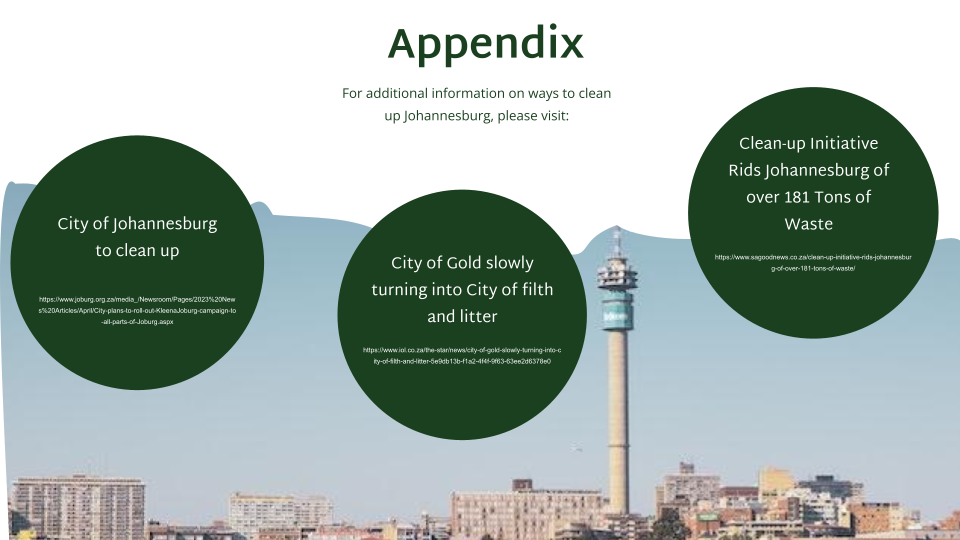 Appendix
For additional information on ways to clean
up Johannesburg, please visit:
City of Johannesburg
to clean up
https://www.joburg.org.za/media_/Newsroom/Pages/2023%20New
s%20Articles/April/City-plans-to-roll-out-KleenaJoburg-campaign-to
-all-parts-of-Joburg.aspx
City of Gold slowly
turning into City of filth
and litter
https://www.iol.co.za/the-star/news/city-of-gold-slowly-turning-into-c
ity-of-filth-and-litter-5e9db13b-f1a2-4f4f-9f63-63ee2d6378e0
Clean-up Initiative
Rids Johannesburg of
over 181 Tons of
Waste
https://www.sagoodnews.co.za/clean-up-initiative-rids-johannesbur
g-of-over-181-tons-of-waste/